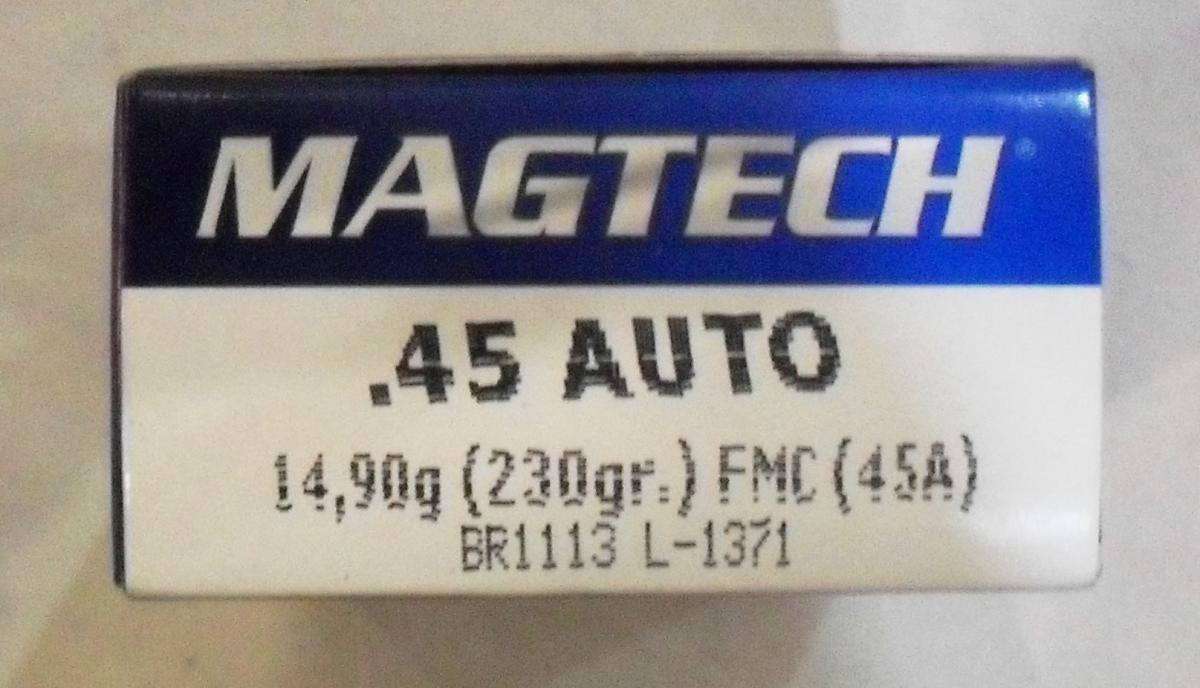 MAGTECH®
.45 AUTO
14,90g (230gr.) FMC (45A)
BR1113 L-1371